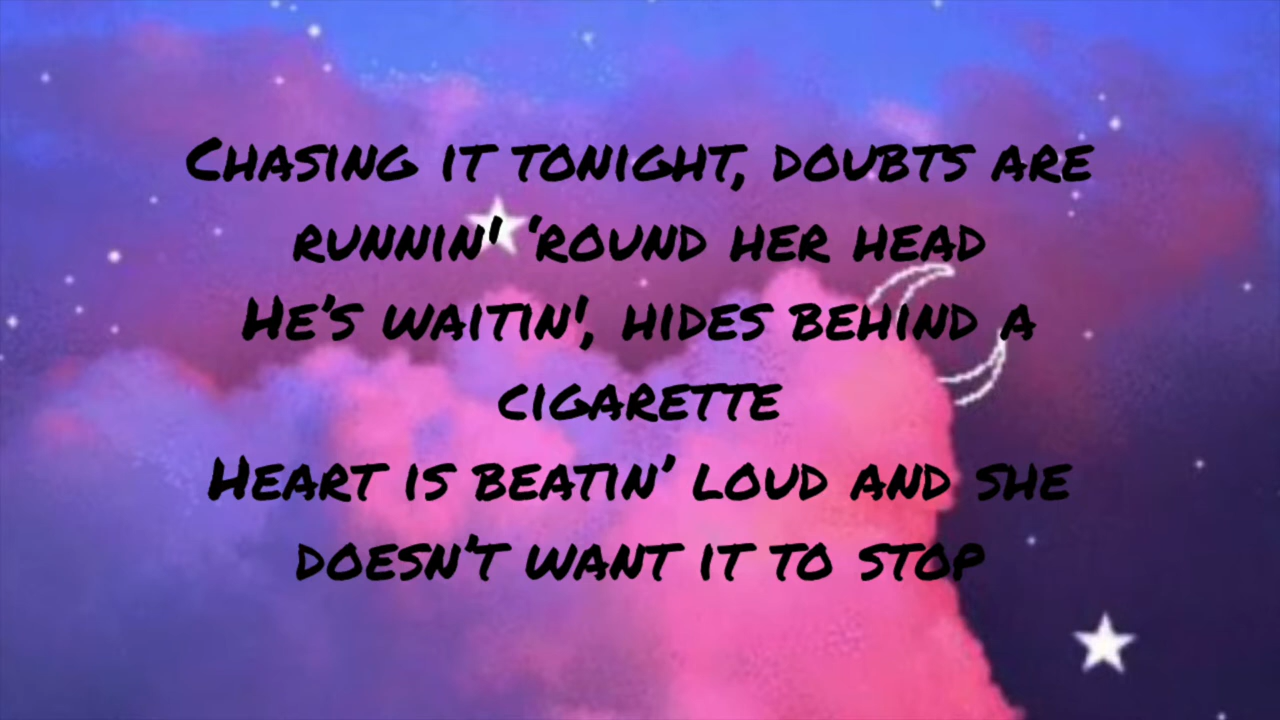 Chasing it tonight, doubts are
runnin' ‘round her head
He’s waitin', hides behind a
cigarette
Heart is beatin’ loud and she
doesn’t want it to stop